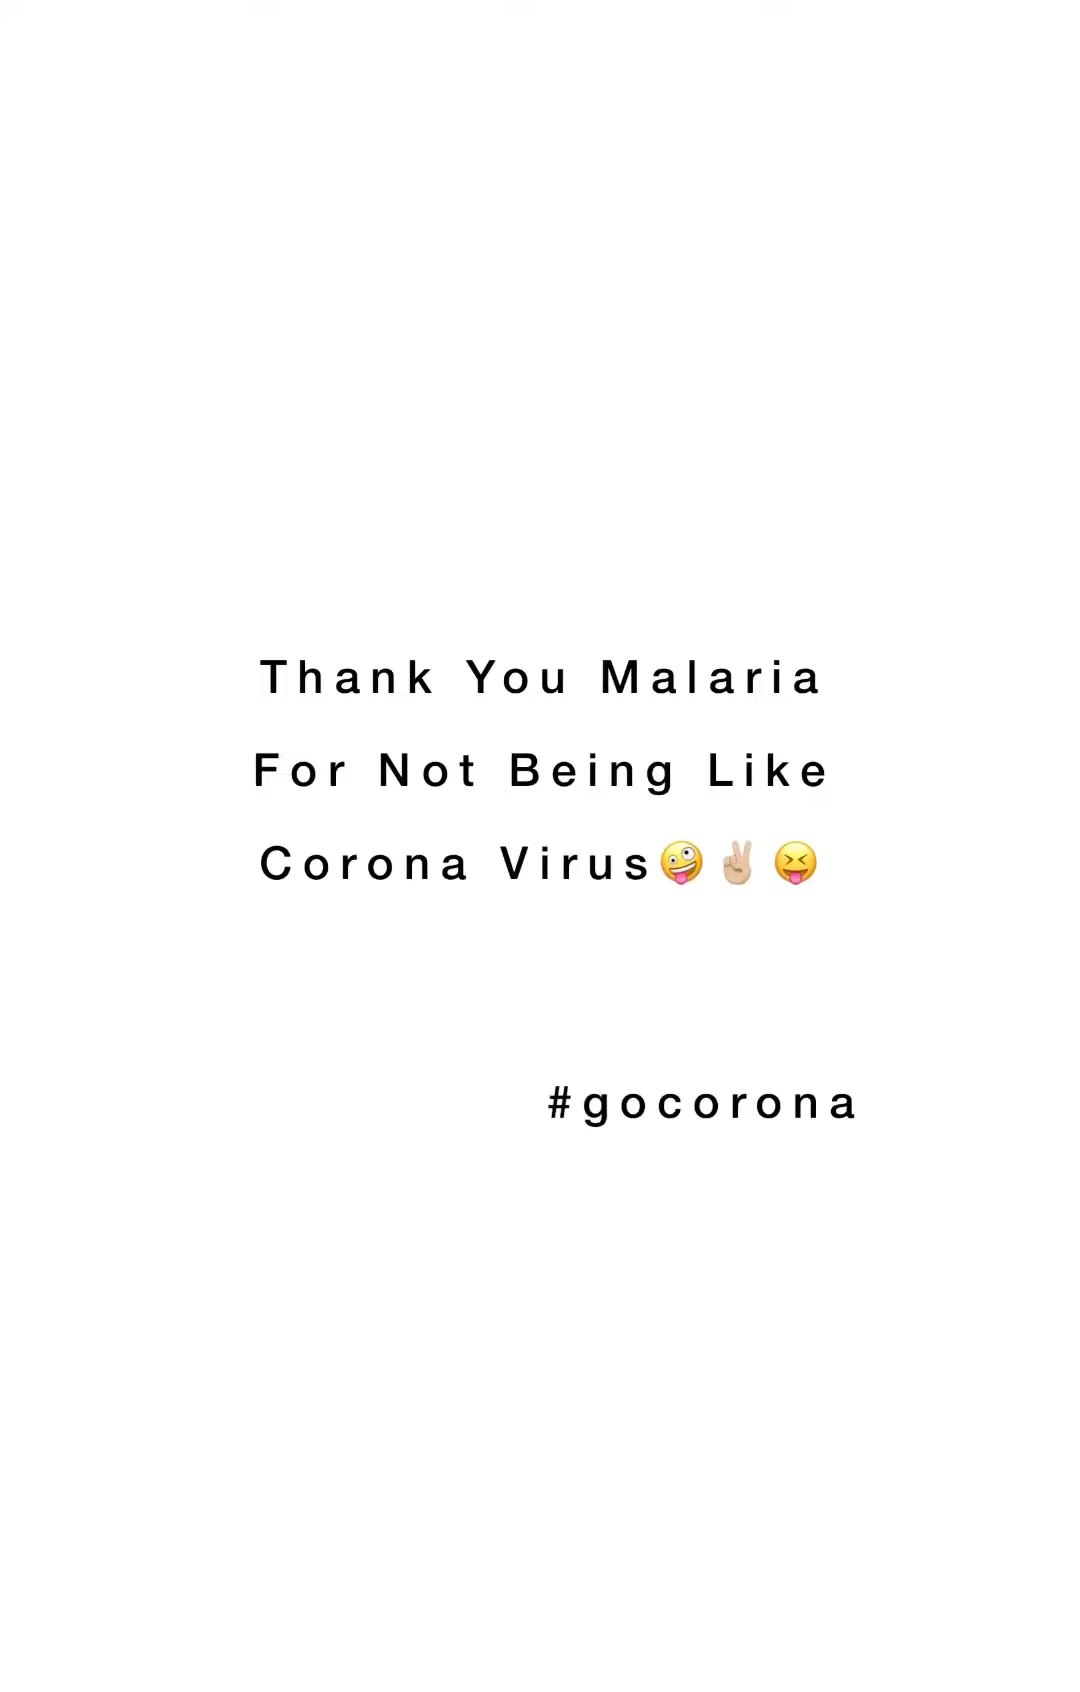 Thank You Malaria
For Not Being Like
Corona Virus🤪✌🏼😝
#gocorona